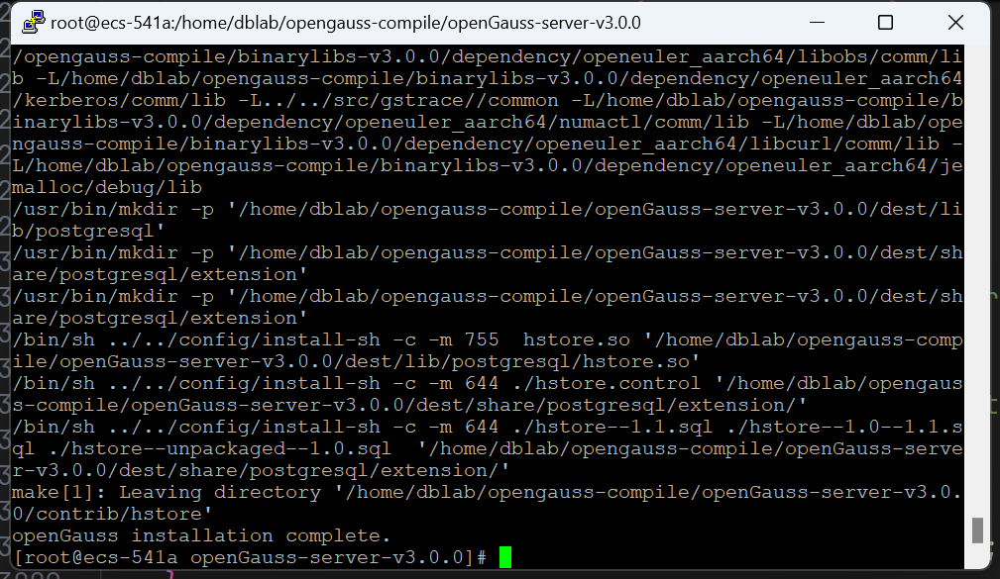 root@ecs-541a:/home/dblab/opengauss-compile/openGauss-server-v3.0.0
/opengauss-compile/binarylibs-v3.0.0/dependency/openeuler_aarch64/libobs/comm/li
b -L/home/dblab/opengauss-compile/binarylibs-v3.0.0/dependency/openeuler_aarch64
/kerberos/comm/lib -L../../src/gstrace//common -L/home/dblab/opengauss-compile/b
inarylibs-v3.0.0/dependency/openeuler_aarch64/numactl/comm/lib -L/home/dblab/ope
ngauss-compile/binarylibs-v3.0.0/dependency/openeuler_aarch64/libcurl/comm/lib -
L/home/dblab/opengauss-compile/binarylibs-v3.0.0/dependency/openeuler_aarch64/je
malloc/debug/lib
/usr/bin/mkdir -p '/home/dblab/opengauss-compile/openGauss-server-v3.0.0/dest/li
b/postgresql'
/usr/bin/mkdir -p '/home/dblab/opengauss-compile/openGauss-server-v3.0.0/dest/sh
are/postgresql/extension'
/usr/bin/mkdir -p '/home/dblab/opengauss-compile/openGauss-server-v3.0.0/dest/sh
are/postgresql/extension'
/bin/sh ../../config/install-sh -c -m 755  hstore.so '/home/dblab/opengauss-comp
ile/openGauss-server-v3.0.0/dest/lib/postgresql/hstore.so'
/bin/sh ../../config/install-sh -c -m 644 ./hstore.control '/home/dblab/opengaus
s-compile/openGauss-server-v3.0.0/dest/share/postgresql/extension/'
/bin/sh ../../config/install-sh -c -m 644 ./hstore--1.1.sql ./hstore--1.0--1.1.s
ql ./hstore--unpackaged--1.0.sql  '/home/dblab/opengauss-compile/openGauss-serve
r-v3.0.0/dest/share/postgresql/extension/'
make[1]: Leaving directory '/home/dblab/opengauss-compile/openGauss-server-v3.0.
0/contrib/hstore'
openGauss installation complete.
[root@ecs-541a openGauss-server-v3.0.0]#